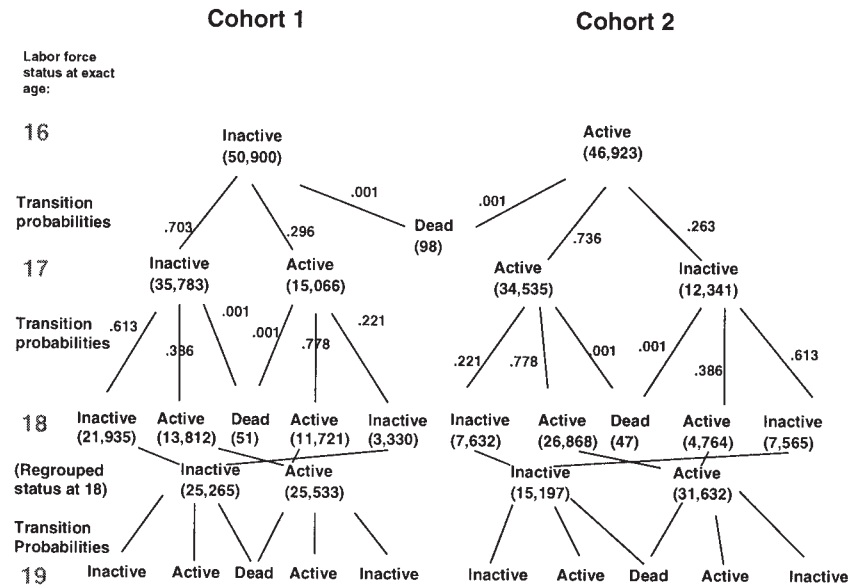 Cohort 1 Cohort 2
Labor force
status at exact
age:
16
Inactive
(50,900)
Active
(46,923)
Transition
probabilities
.703 .296 .001 .001 .736 .263
Dead
(98)
17
Inactive
(35,783)
Active
(15,066)
Active
(34,535)
Inactive
(12,341)
Transition
probabilities
.613 .386 .001 .001 .778 .221 .221 .778 .001 .001 .386 .613
18
Inactive Active Dead Active Inactive Inactive Active Dead Active Inactive
(21,935) (13,812) (51) (11,721) (3,330) (7,632) (26,868) (47) (4,764) (7,565)
(Regrouped
status at 18)
Inactive
(25,265)
Active
(25,533)
Inactive
(15,197)
Active
(31,632)
Transition
Probabilities
19
Inactive Active Dead Active Inactive Inactive Active Dead Active Inactive